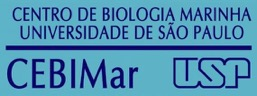 CENTRO DE BIOLOGIA MARINHA
UNIVERSIDADE DE SÃO PAULO
CEBIMar USP